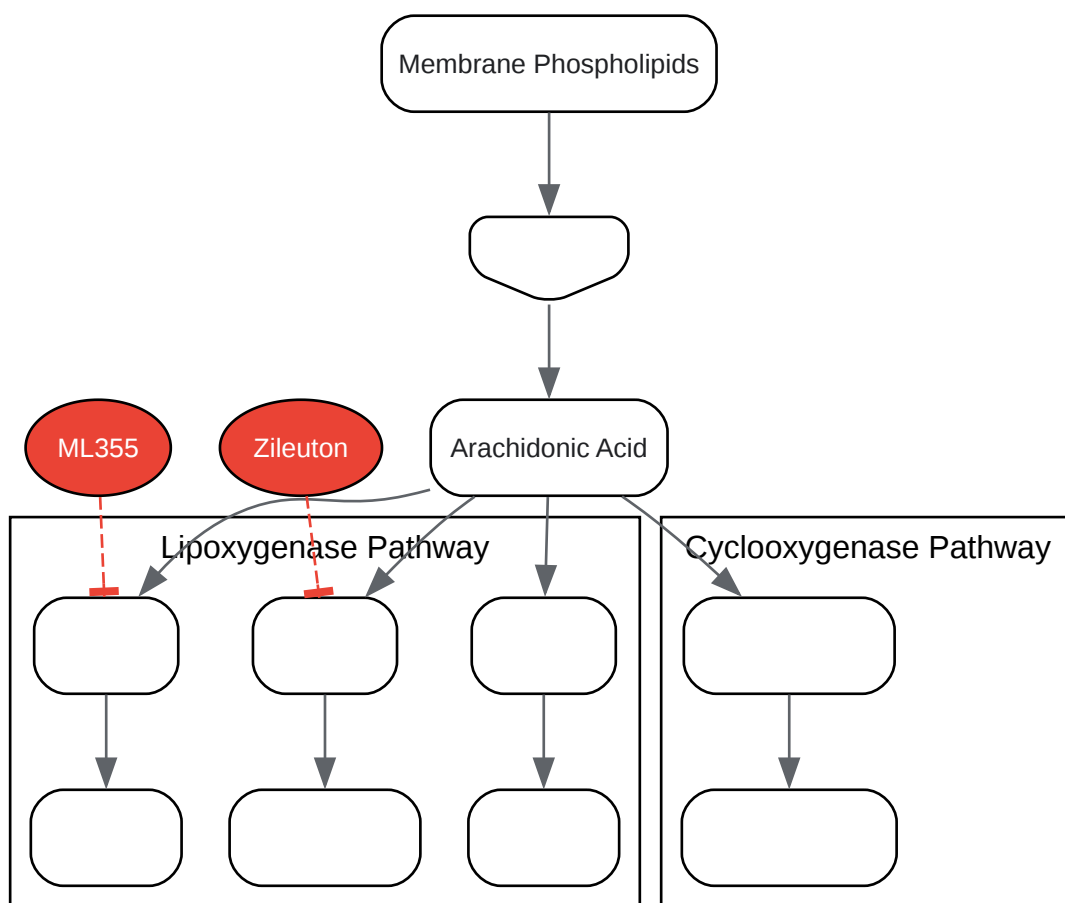 Membrane Phospholipids
ML355
Zileuton
Arachidonic Acid
Lipoxygenase Pathway
Cyclooxygenase Pathway